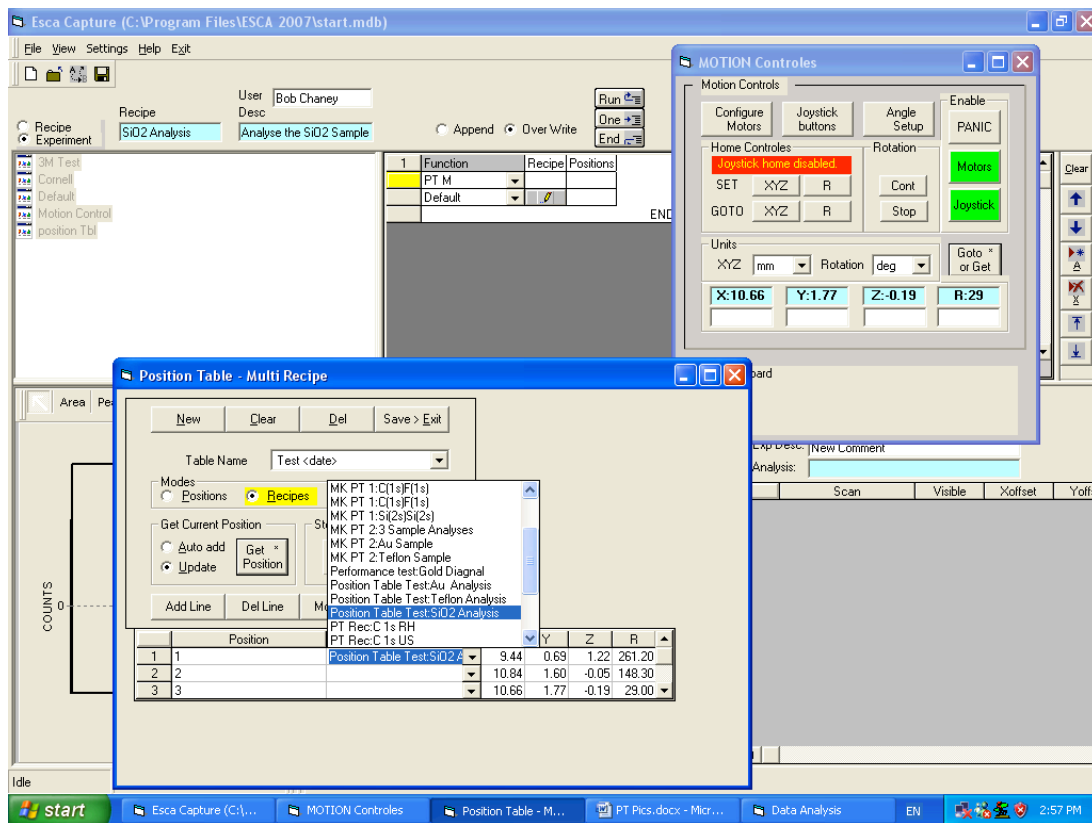 Esca Capture (C:\Program Files\ESCA 2007\start.mdb)
File View Settings Help Exit
User Bob Chaney
Recipe Desc
Recipe
Experiment
SiO2 Analysis Analyse the SiO2 Sample
Append Over Write
Run
One
End
3M Test
Cornell
Default
Motion Control
position Tbl
1 Function Recipe Positions
PT M
Default
END
Clear
A
X
MOTION Controles
Motion Controls
Configure Motors
Joystick buttons
Angle Setup
Enable
PANIC
Motors
Joystick
Home Controles
Joystick home disabled.
SET XYZ R
GOTO XYZ R
Rotation
Cont
Stop
Units
XYZ mm Rotation deg
Goto * or Get
X:10.66 Y:1.77 Z:-0.19 R:29
Area
Exp Desc: New Comment
Analysis:
Scan Visible Xoffset Yoff
COUNTS
0
Position Table - Multi Recipe
New Clear Del Save > Exit
Table Name Test <date>
Modes
Positions Recipes
Get Current Position
Auto add
Update
Get * Position
Add Line Del Line
MK PT 1:C(1s)F(1s)
MK PT 1:C(1s)F(1s)
MK PT 1:Si(2s)Si(2s)
MK PT 2:3 Sample Analyses
MK PT 2:Au Sample
MK PT 2:Teflon Sample
Performance test:Gold Diagnal
Position Table Test:Au Analysis
Position Table Test:Teflon Analysis
Position Table Test:SiO2 Analysis
PT Rec:C 1s RH
PT Rec:C 1s US
Position Y Z R
1 1 Position Table Test:SiO2 A 9.44 0.69 1.22 261.20
2 2 10.84 1.60 -0.05 148.30
3 3 10.66 1.77 -0.19 29.00
Idle
start Esca Capture (C:\... MOTION Controles Position Table - M... PT Pics.docx - Micr... Data Analysis EN 2:57 PM